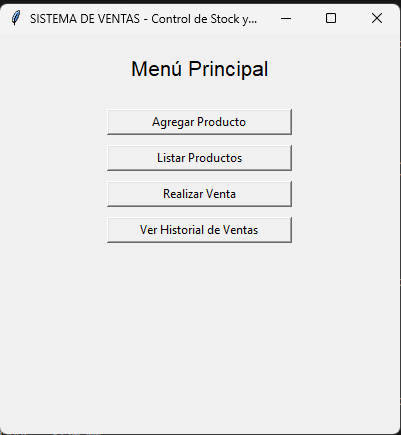 SISTEMA DE VENTAS - Control de Stock y...
Menú Principal
Agregar Producto
Listar Productos
Realizar Venta
Ver Historial de Ventas